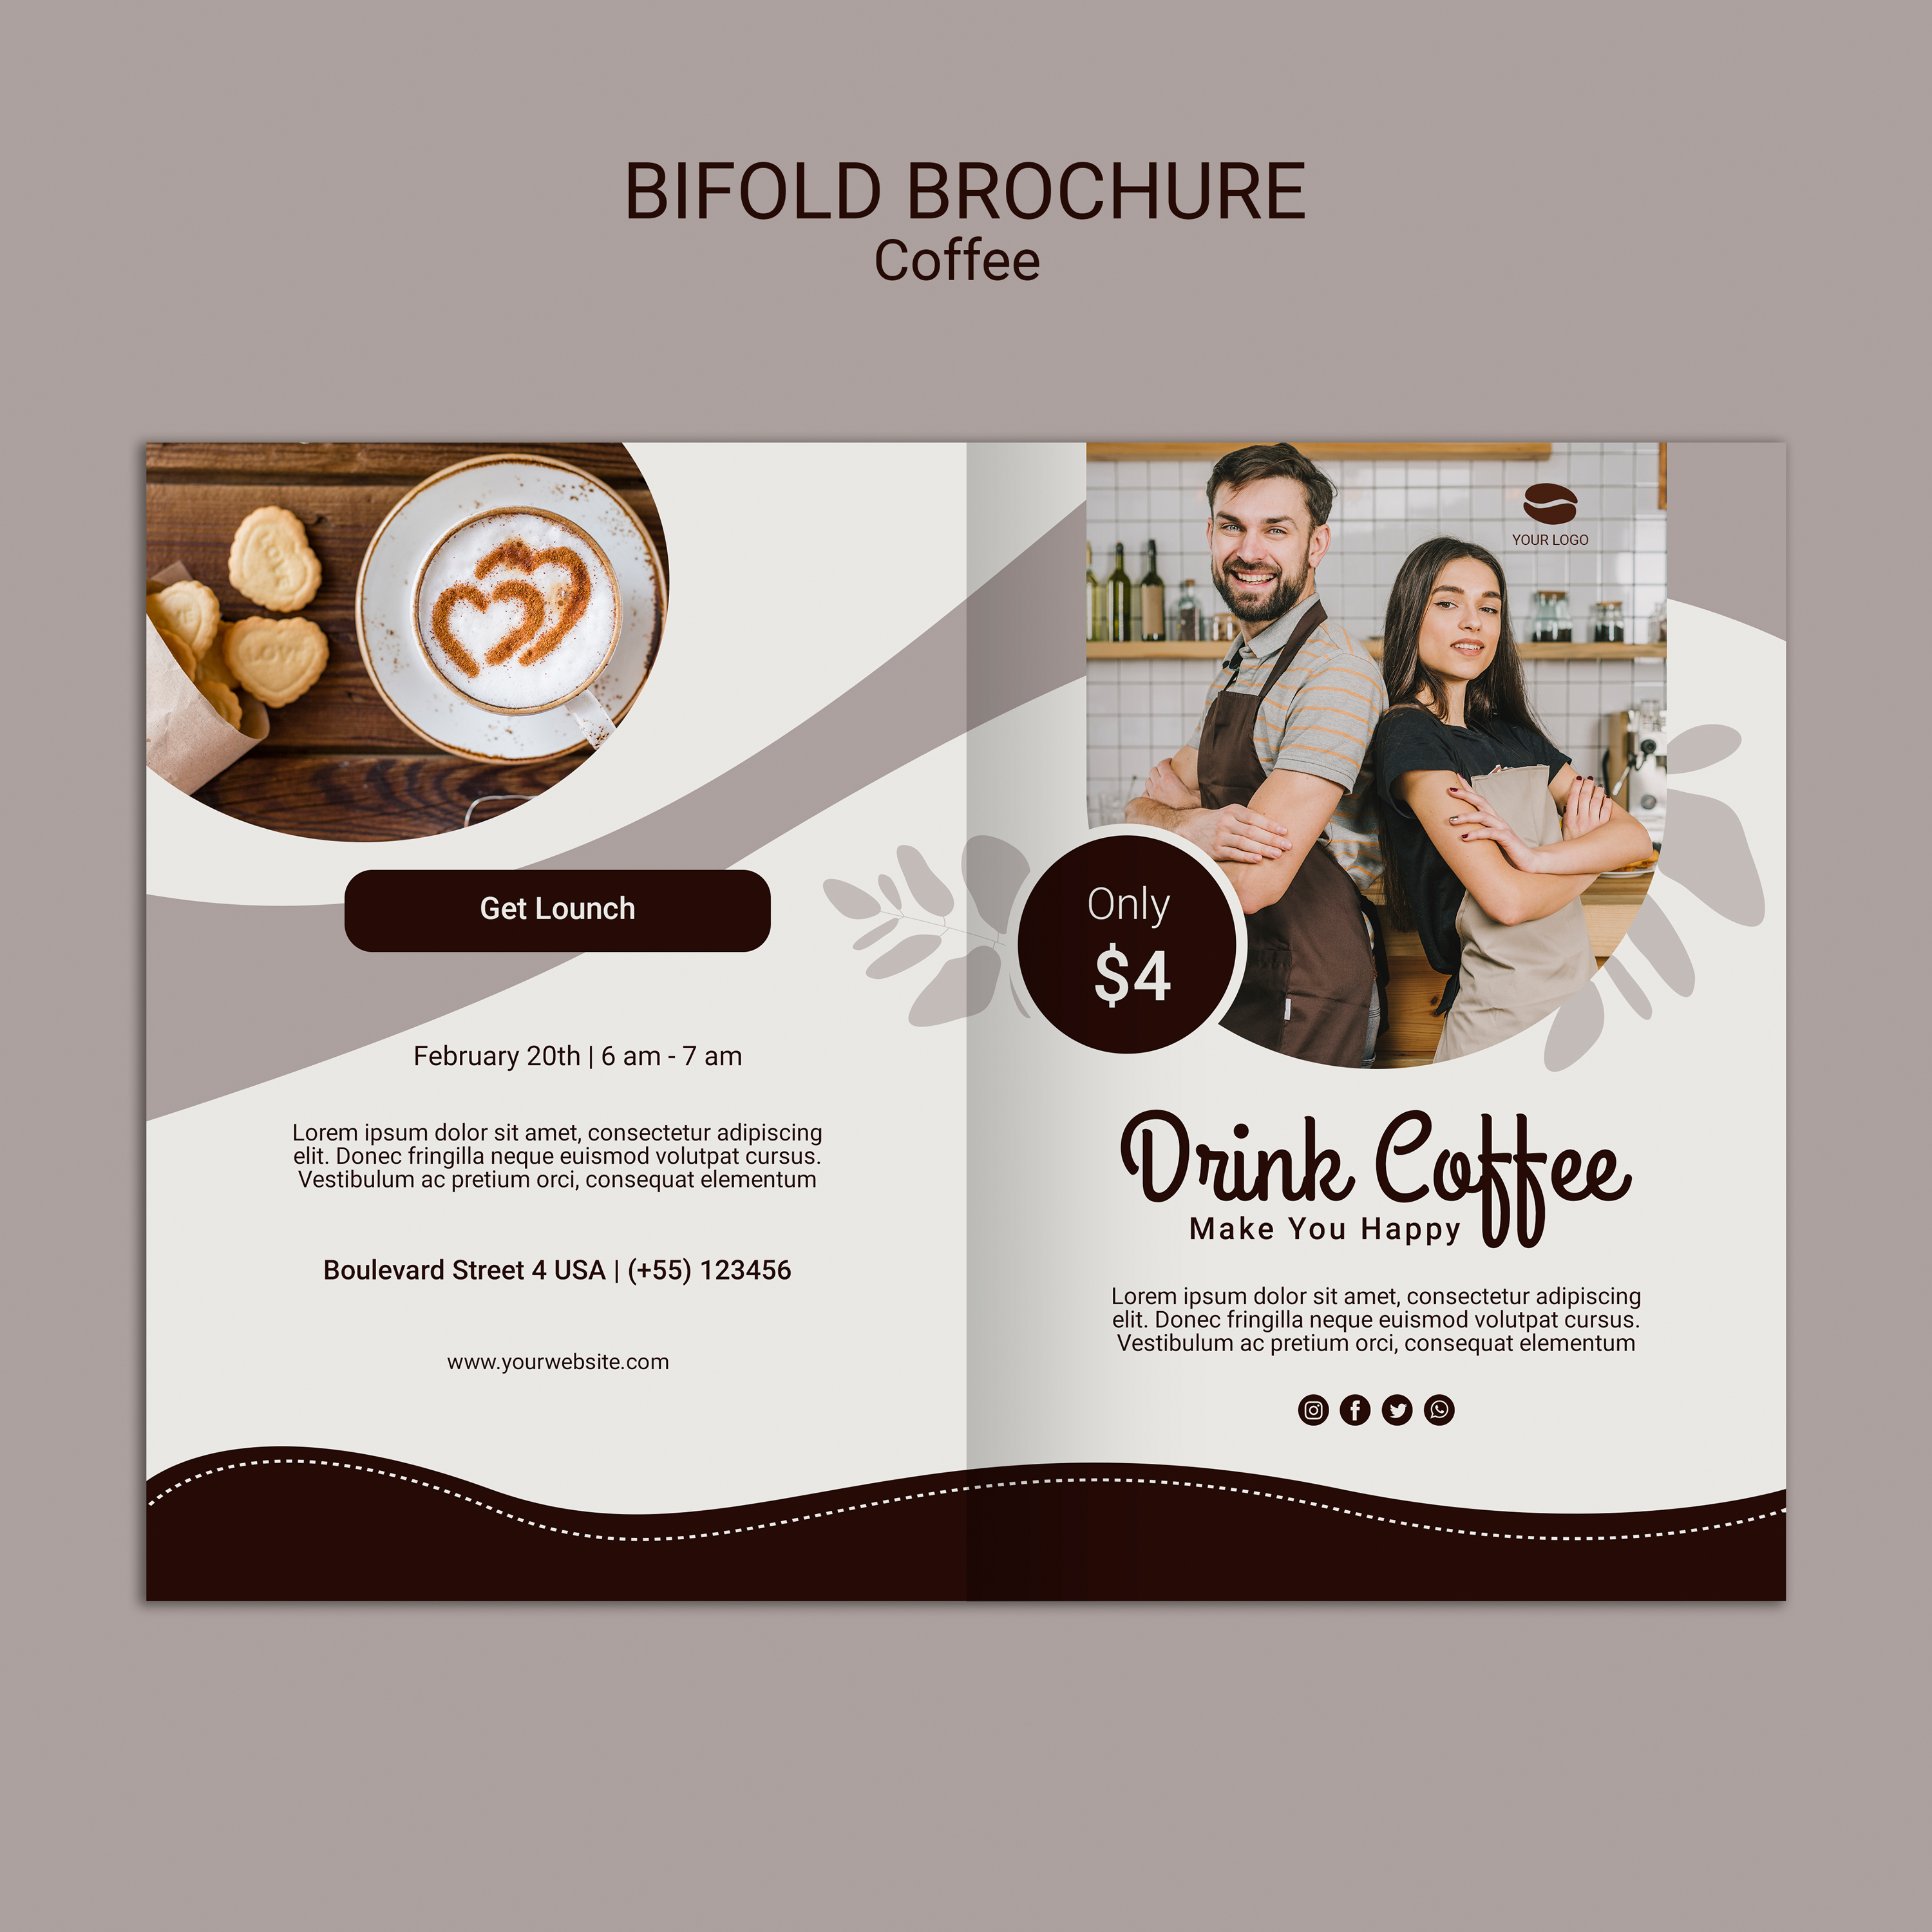 BIFOLD BROCHURE
Coffee
Get Lounch
February 20th | 6 am - 7 am
Lorem ipsum dolor sit amet, consectetur adipiscing
elit. Donec fringilla neque euismod volutpat cursus.
Vestibulum ac pretium orci, consequat elementum
Boulevard Street 4 USA | (+55) 123456
www.yourwebsite.com
YOUR LOGO
Only
$4
Drink Coffee
Make You Happy
Lorem ipsum dolor sit amet, consectetur adipiscing
elit. Donec fringilla neque euismod volutpat cursus.
Vestibulum ac pretium orci, consequat elementum